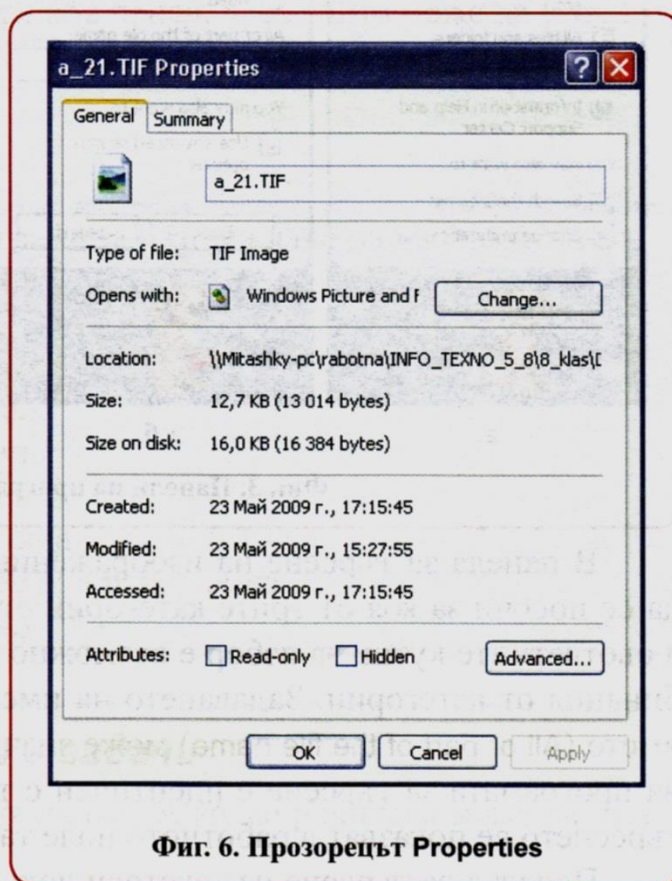 a_21.TIF Properties
General Summary
a_21.TIF
Type of file: TIF Image
Opens with: Windows Picture and F Change...
Location: \\Mitashky-pc\rabotna\INFO_TEXNO_5_8\8_klas\
Size: 12,7 KB (13 014 bytes)
Size on disk: 16,0 KB (16 384 bytes)
Created: 23 Май 2009 г., 17:15:45
Modified: 23 Май 2009 г., 15:27:55
Accessed: 23 Май 2009 г., 17:15:45
Attributes: Read-only Hidden Advanced...
OK Cancel Apply
Фиг. 6. Прозорецът Properties